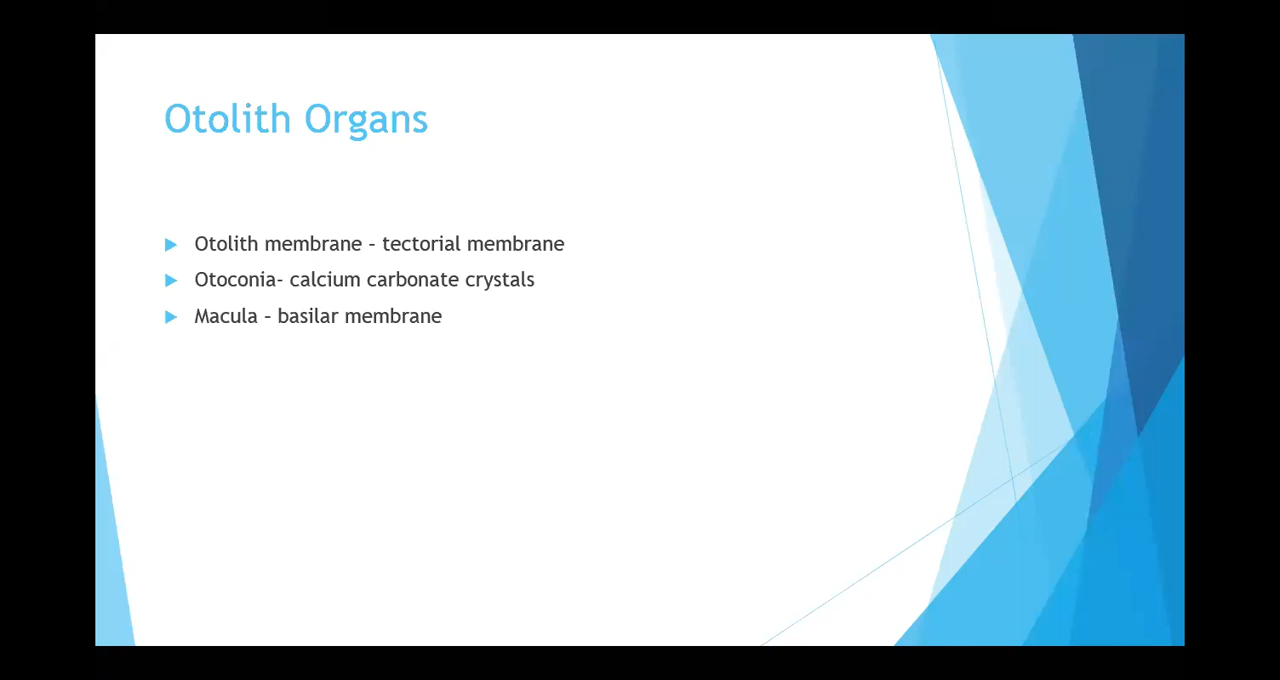 Otolith Organs
Otolith membrane – tectorial membrane
Otoconia- calcium carbonate crystals
Macula – basilar membrane